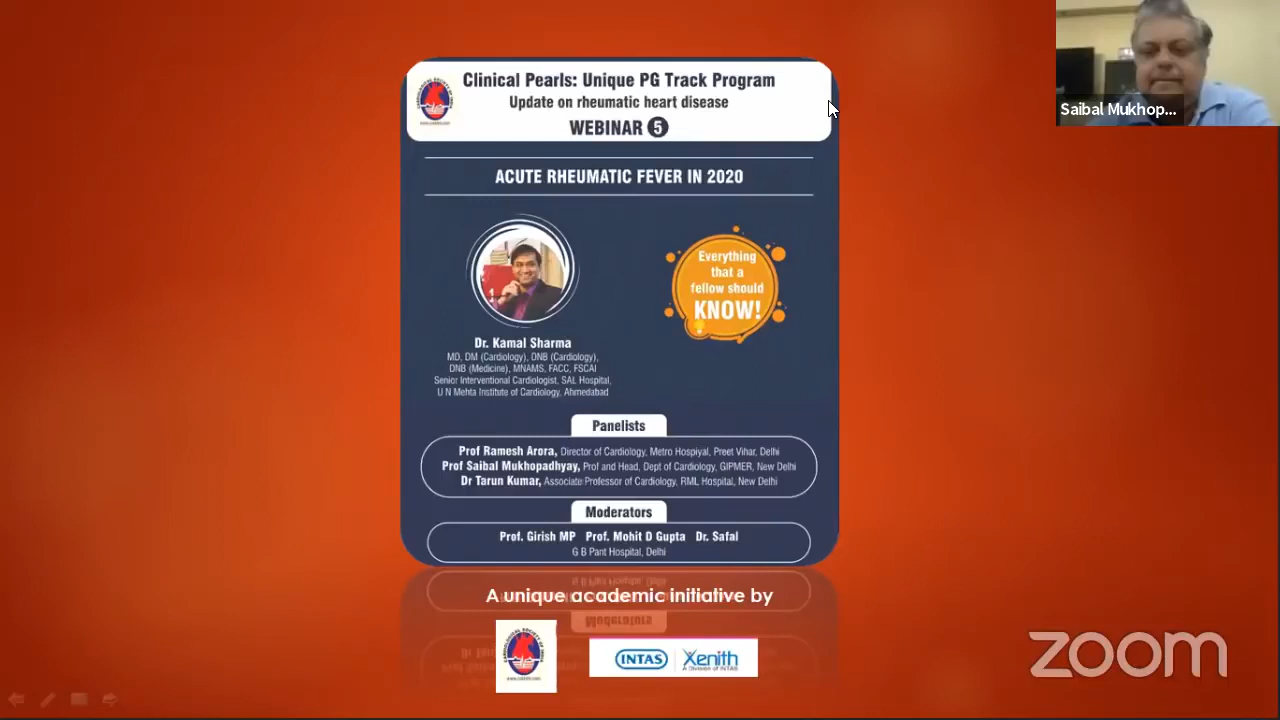 Clinical Pearls: Unique PG Track Program
Update on rheumatic heart disease
WEBINAR 5
Saibal Mukhop...
ACUTE RHEUMATIC FEVER IN 2020
Everything
that a
fellow should
KNOW!
Dr. Kamal Sharma
MD, DM (Cardiology), DNB (Cardiology),
DNB (Medicine), MNAMS, FACC, FSCAI
Senior Interventional Cardiologist, SAL Hospital,
U N Mehta Institute of Cardiology, Ahmedabad
Panelists
Prof Ramesh Arora, Director of Cardiology, Metro Hospiyal, Preet Vihar, Delhi
Prof Saibal Mukhopadhyay, Prof and Head, Dept of Cardiology, GIPMER, New Delhi
Dr Tarun Kumar, Associate Professor of Cardiology, RML Hospital, New Delhi
Moderators
Prof. Girish MP Prof. Mohit D Gupta Dr. Safal
G B Pant Hospital, Delhi
A unique academic initiative by
INTAS
Xenith
A Division of INTAS
zoom